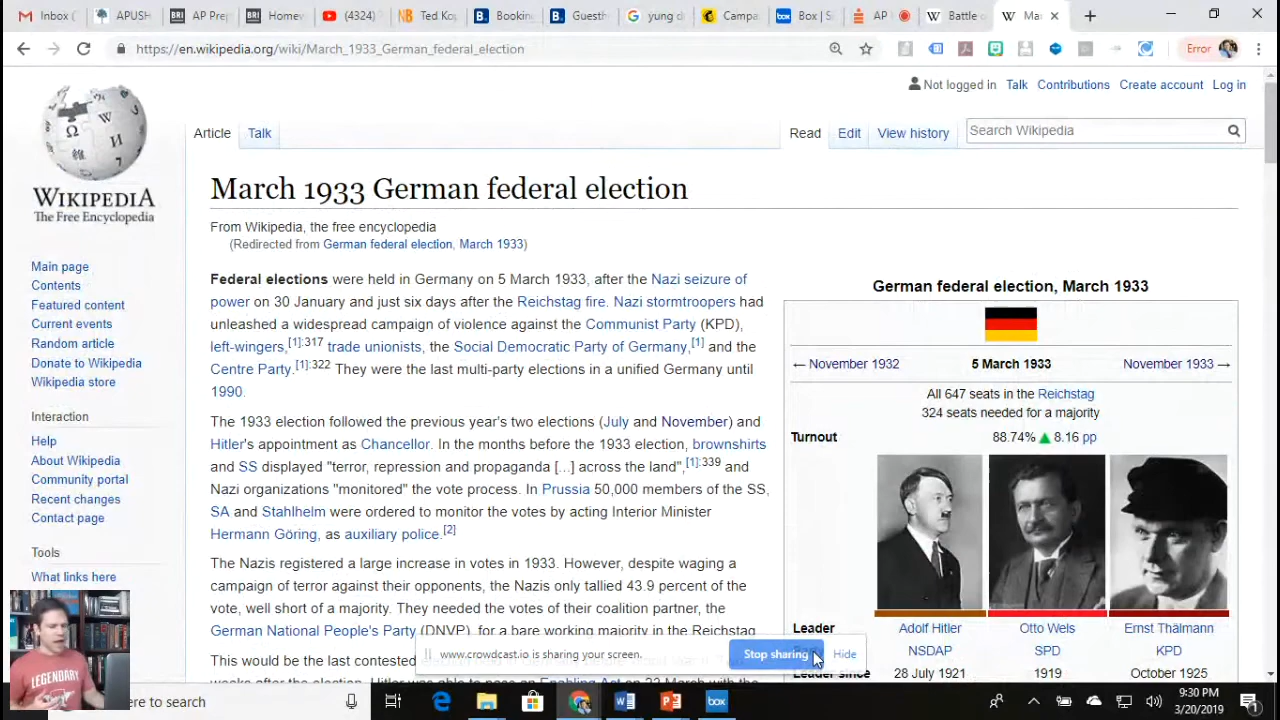 Inbox (
APUSH
BRI AP Prep
BRI Homew
(4324)
NB Ted Kop
B. Booking
B. Guestl
yung d
Campa
box Box | S
AP
W Battle o
W Mar
https://en.wikipedia.org/wiki/March_1933_German_federal_election
Error
Not logged in Talk Contributions Create account Log in
Article Talk
Read Edit View history
Search Wikipedia
WIKIPEDIA
The Free Encyclopedia
Main page
Contents
Featured content
Current events
Random article
Donate to Wikipedia
Wikipedia store
Interaction
Help
About Wikipedia
Community portal
Recent changes
Contact page
Tools
What links here
March 1933 German federal election
From Wikipedia, the free encyclopedia
(Redirected from German federal election, March 1933)
Federal elections were held in Germany on 5 March 1933, after the Nazi seizure of
power on 30 January and just six days after the Reichstag fire. Nazi stormtroopers had
unleashed a widespread campaign of violence against the Communist Party (KPD),
left-wingers,[1]:317 trade unionists, the Social Democratic Party of Germany,[1] and the
Centre Party.[1]:322 They were the last multi-party elections in a unified Germany until
1990.
The 1933 election followed the previous year's two elections (July and November) and
Hitler's appointment as Chancellor. In the months before the 1933 election, brownshirts
and SS displayed "terror, repression and propaganda [...] across the land",[1]:339 and
Nazi organizations "monitored" the vote process. In Prussia 50,000 members of the SS,
SA and Stahlhelm were ordered to monitor the votes by acting Interior Minister
Hermann Göring, as auxiliary police.[2]
The Nazis registered a large increase in votes in 1933. However, despite waging a
campaign of terror against their opponents, the Nazis only tallied 43.9 percent of the
vote, well short of a majority. They needed the votes of their coalition partner, the
German National People's Party (DNVP), for a bare working majority in the Reichstag
This would be the last contested
German federal election, March 1933
← November 1932 5 March 1933 November 1933 →
All 647 seats in the Reichstag
324 seats needed for a majority
Turnout 88.74% ▲ 8.16 pp
Leader Adolf Hitler Otto Wels Ernst Thälmann
NSDAP SPD KPD
Leader since 28 July 1921 1919 October 1925
www.crowdcast.io is sharing your screen.
Stop sharing
Hide
LEGENDARY
here to search
box
9:30 PM
3/20/2019
1